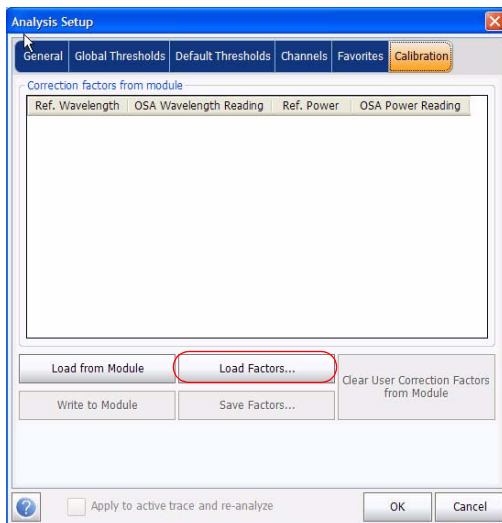 Analysis Setup
General Global Thresholds Default Thresholds Channels Favorites Calibration
Correction factors from module
Ref. Wavelength OSA Wavelength Reading Ref. Power OSA Power Reading
Load from Module Load Factors...
Clear User Correction Factors from Module
Write to Module Save Factors...
? Apply to active trace and re-analyze OK Cancel